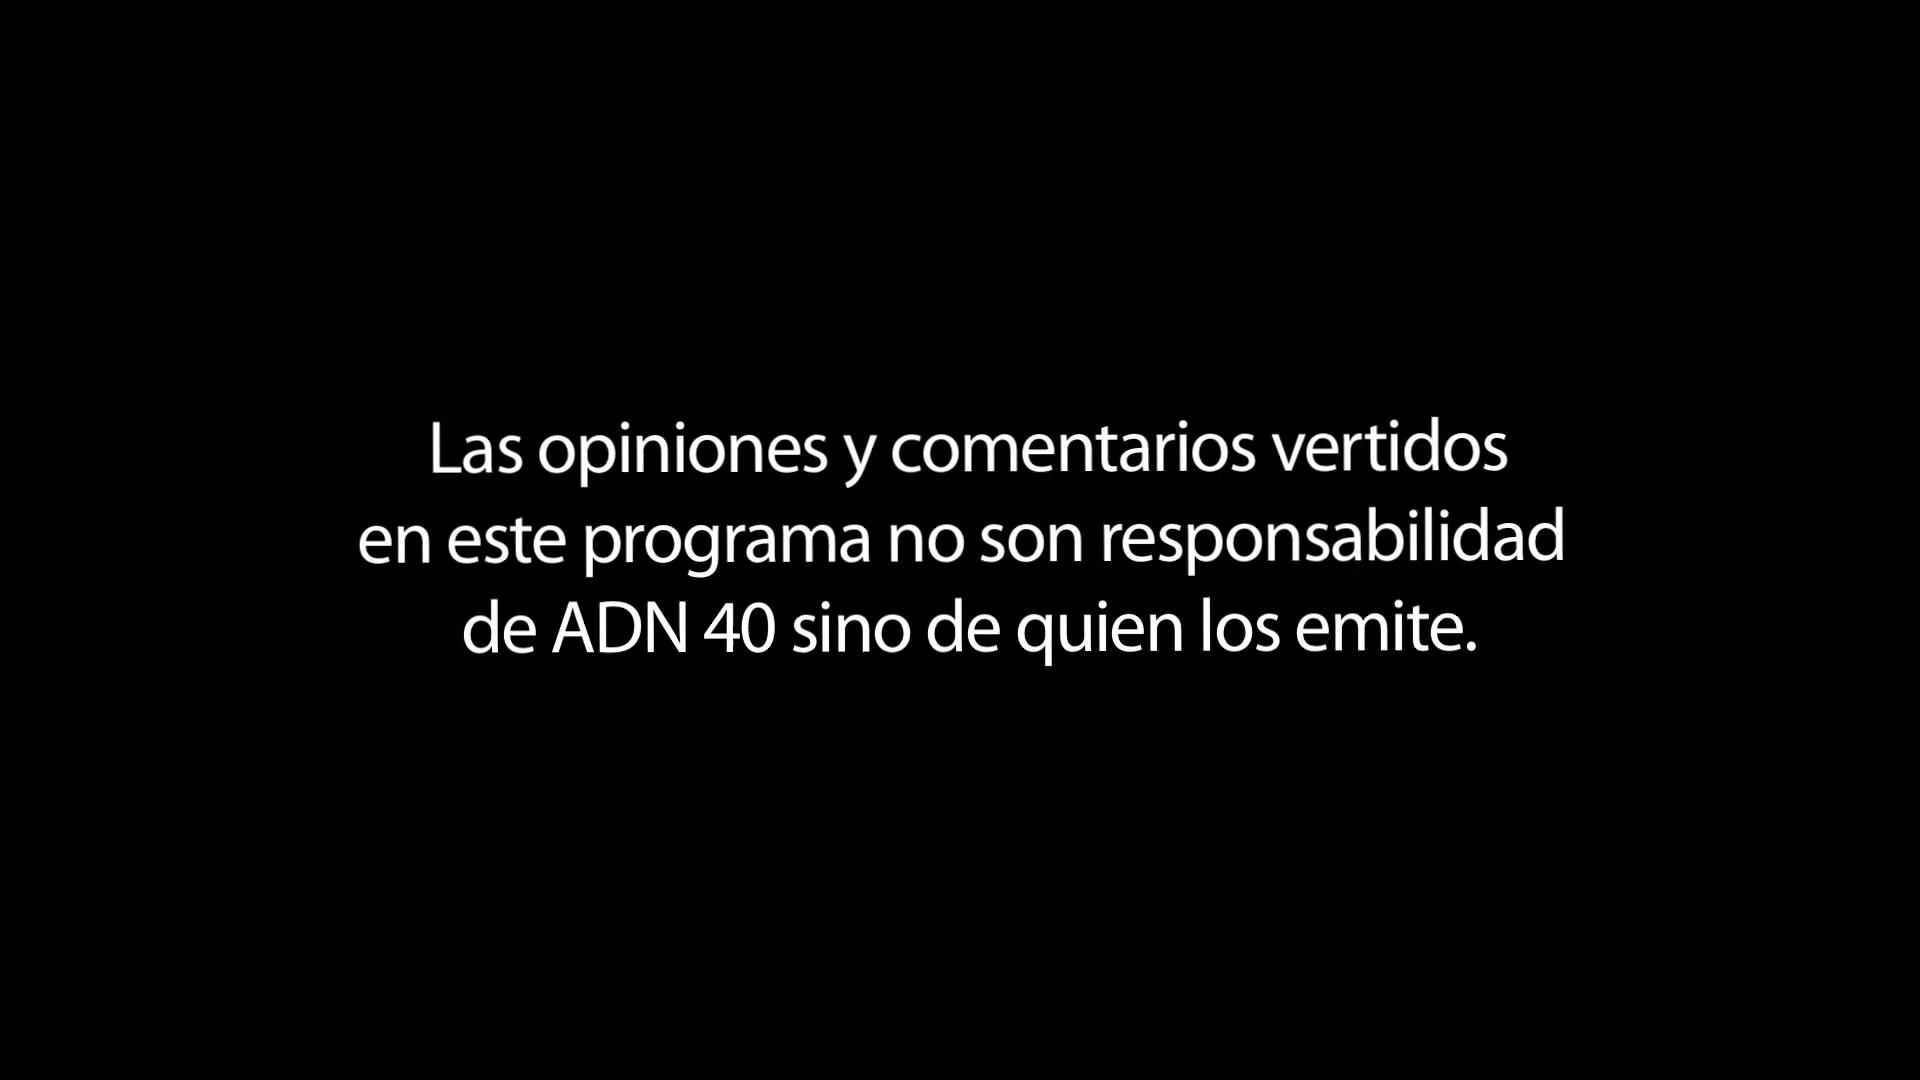 Las opiniones y comentarios vertidos
en este programa no son responsabilidad
de ADN 40 sino de quien los emite.